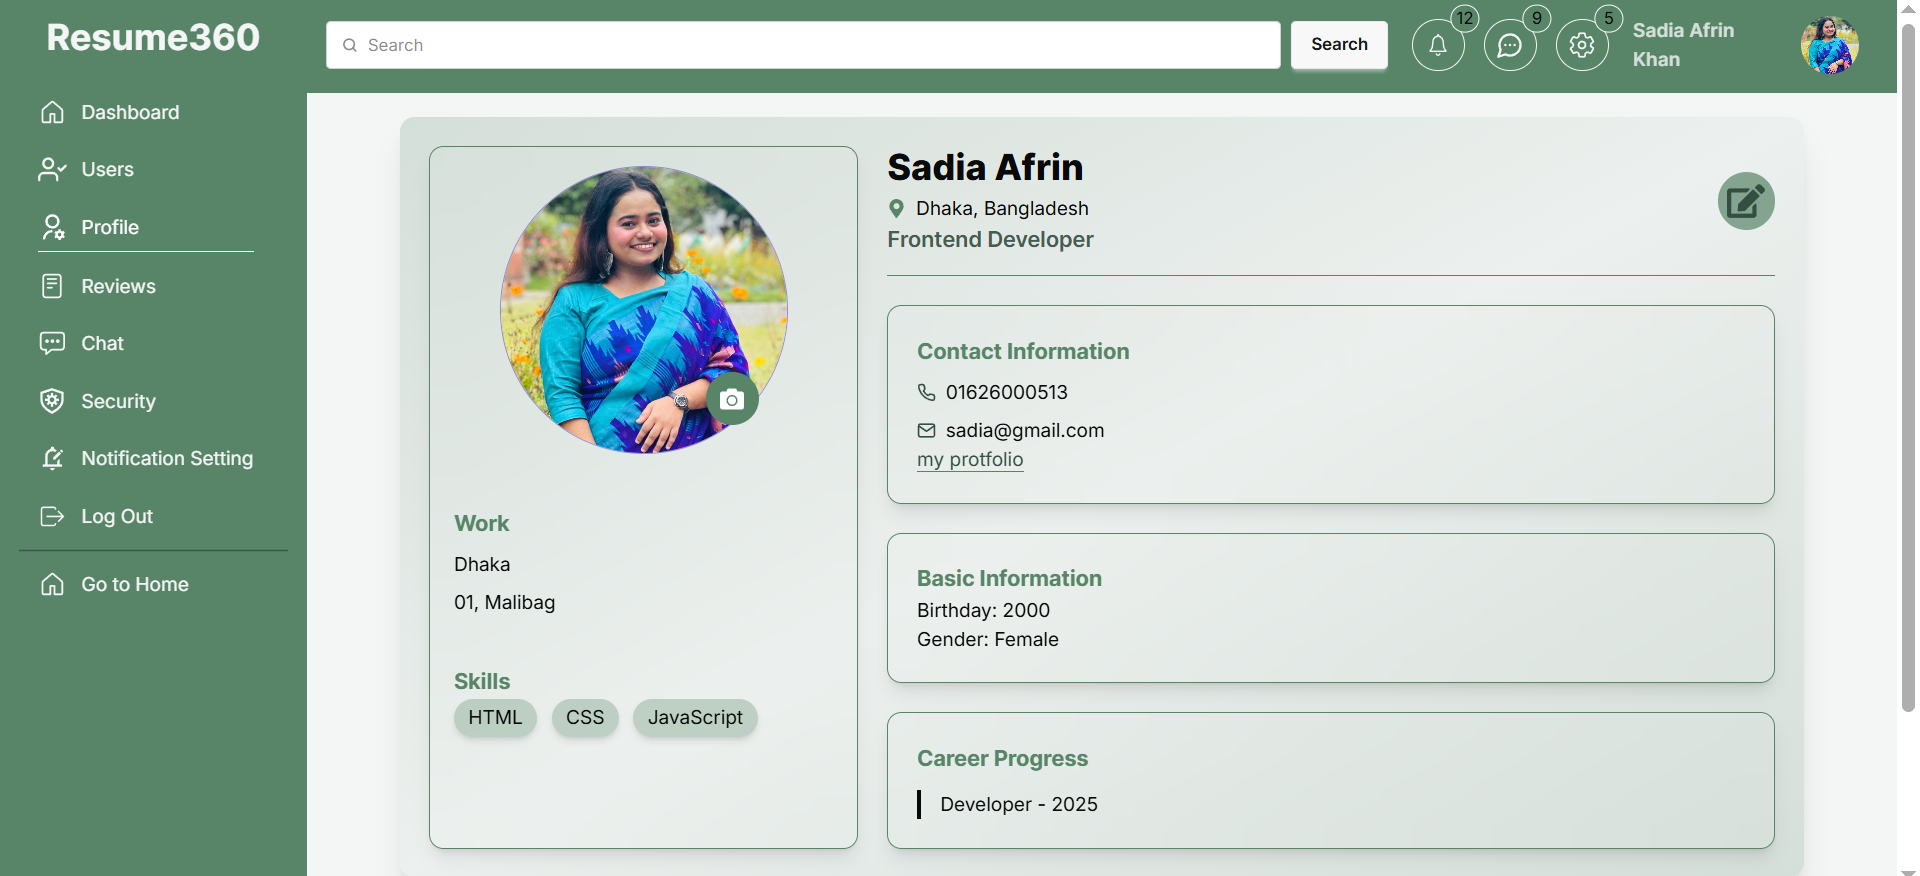 Resume360
Search
Search
12
9
5
Sadia Afrin
Khan
Dashboard
Users
Profile
Reviews
Chat
Security
Notification Setting
Log Out
Go to Home
Work
Dhaka
01, Malibag
Skills
HTML
CSS
JavaScript
Sadia Afrin
Dhaka, Bangladesh
Frontend Developer
Contact Information
01626000513
sadia@gmail.com
my protfolio
Basic Information
Birthday: 2000
Gender: Female
Career Progress
Developer - 2025